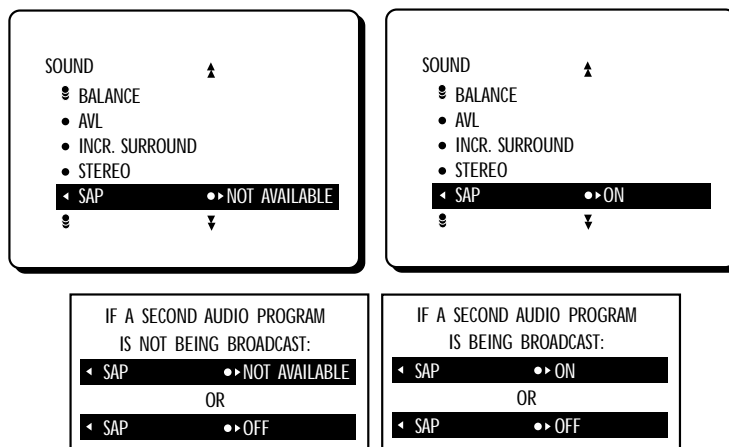 SOUND
BALANCE
• AVL
• INCR. SURROUND
• STEREO
◂ SAP ●▸ NOT AVAILABLE
SOUND
BALANCE
• AVL
• INCR. SURROUND
• STEREO
◂ SAP ●▸ ON
IF A SECOND AUDIO PROGRAM
IS NOT BEING BROADCAST:
◂ SAP ●▸ NOT AVAILABLE
OR
◂ SAP ●▸ OFF
IF A SECOND AUDIO PROGRAM
IS BEING BROADCAST:
◂ SAP ●▸ ON
OR
◂ SAP ●▸ OFF